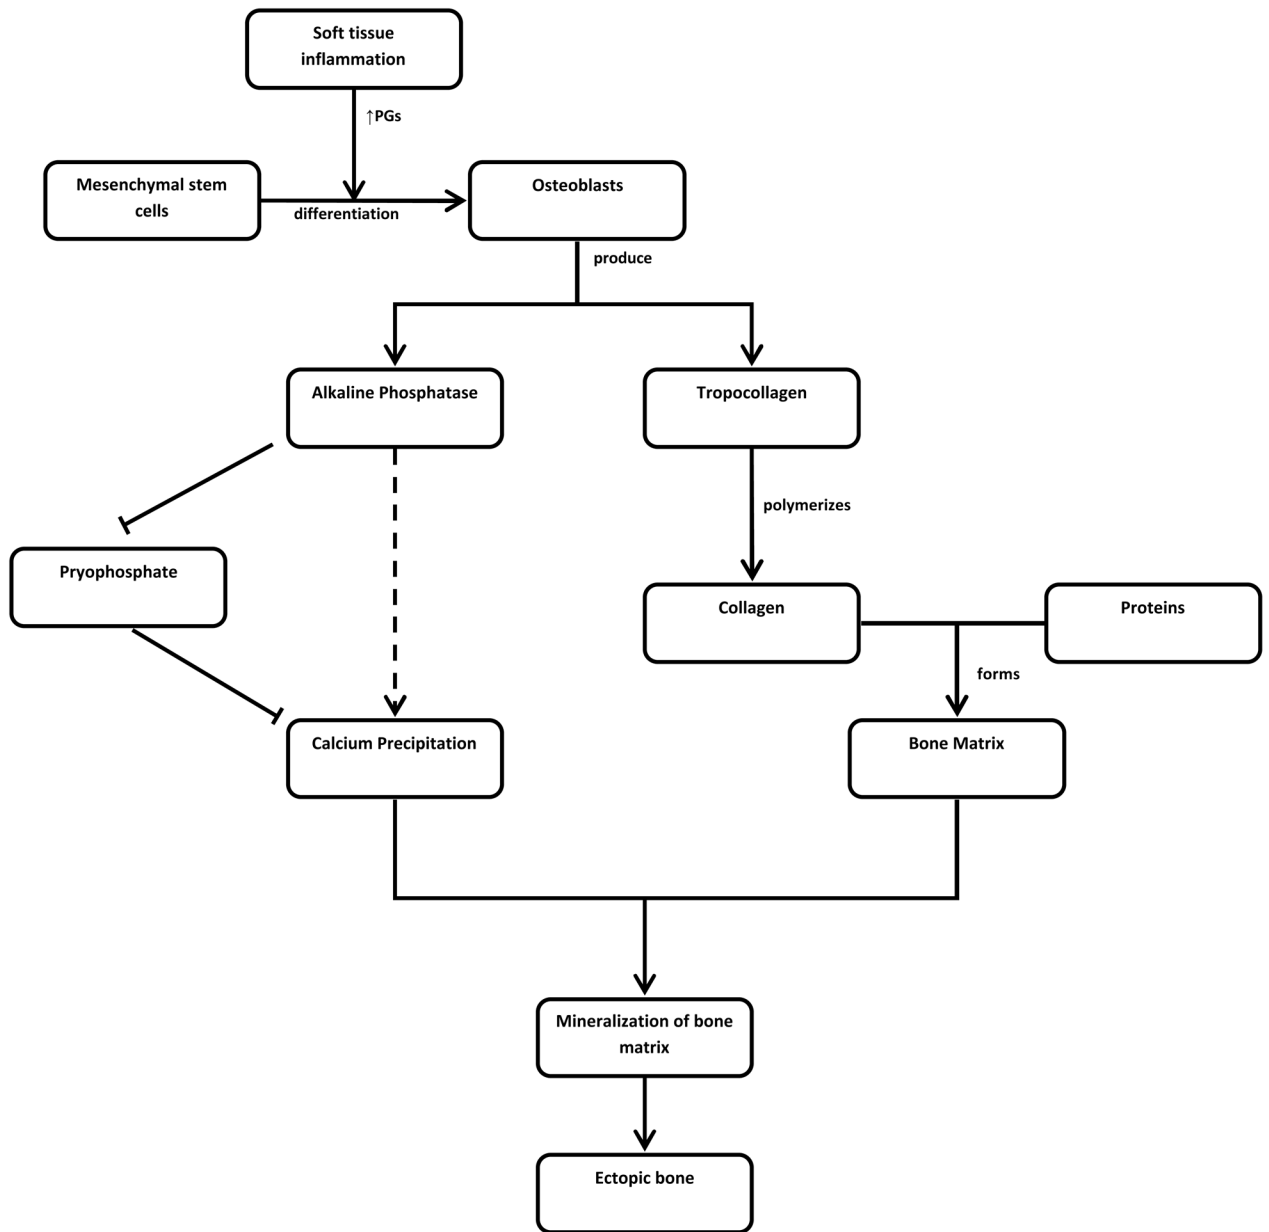 Soft tissue
inflammation
↑PGs
Mesenchymal stem
cells
differentiation
Osteoblasts
produce
Alkaline Phosphatase
Tropocollagen
polymerizes
Pryophosphate
Collagen
Proteins
forms
Calcium Precipitation
Bone Matrix
Mineralization of bone
matrix
Ectopic bone